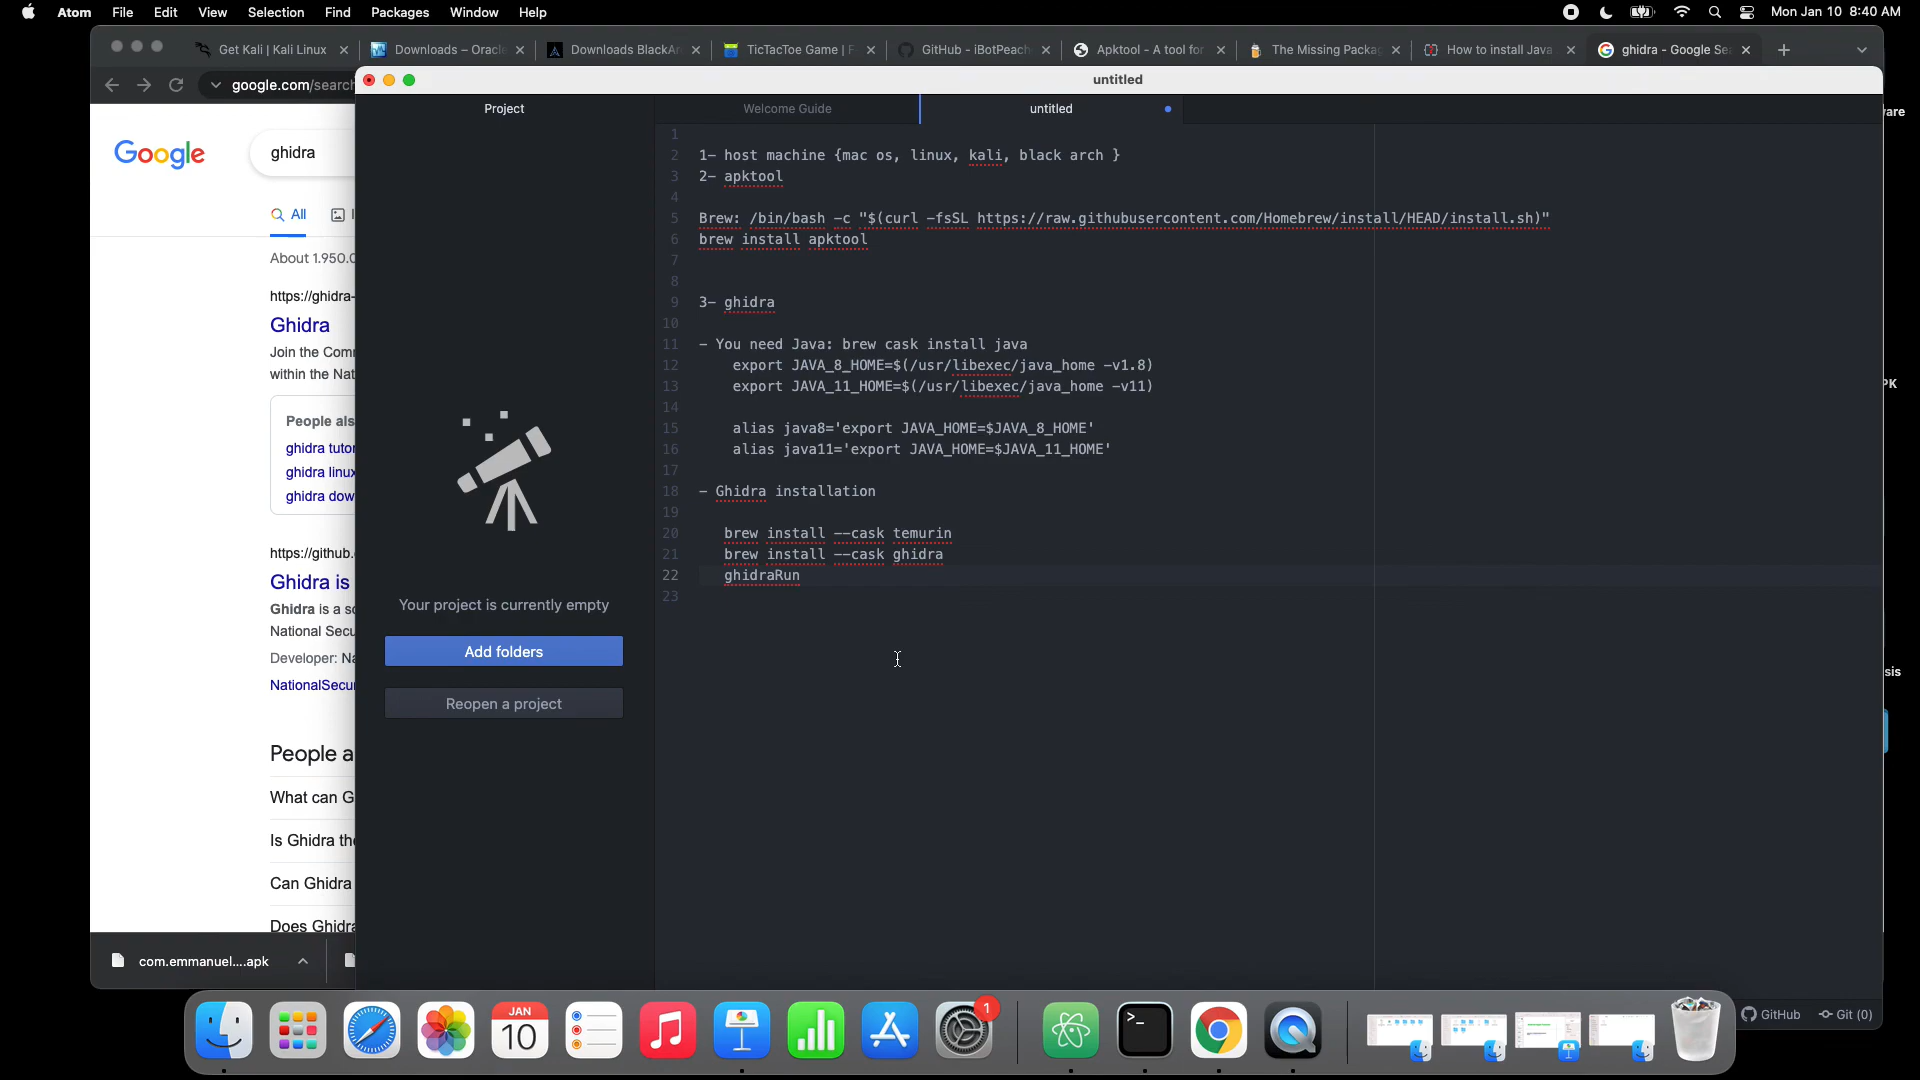 Atom File Edit View Selection Find Packages Window Help
Mon Jan 10 8:40 AM
Get Kali | Kali Linux
Downloads – Oracle
Downloads BlackAr
TicTacToe Game | F
GitHub - iBotPeach
Apktool - A tool for
The Missing Packag
How to install Java
ghidra - Google Se
google.com/search
untitled
Project
Welcome Guide
untitled
Google
ghidra
All
About 1.950.0
https://ghidra-
Ghidra
Join the Com
within the Nat
People als
ghidra tutor
ghidra linux
ghidra dow
https://github.
Ghidra is
Ghidra is a so
National Secu
Developer: Na
NationalSecur
People a
What can G
Is Ghidra the
Can Ghidra
Does Ghidra
1
2 1- host machine {mac os, linux, kali, black arch }
3 2- apktool
4
5 Brew: /bin/bash -c "$(curl -fsSL https://raw.githubusercontent.com/Homebrew/install/HEAD/install.sh)"
6 brew install apktool
7
8
9 3- ghidra
10
11 - You need Java: brew cask install java
12 export JAVA_8_HOME=$(/usr/libexec/java_home -v1.8)
13 export JAVA_11_HOME=$(/usr/libexec/java_home -v11)
14
15 alias java8='export JAVA_HOME=$JAVA_8_HOME'
16 alias java11='export JAVA_HOME=$JAVA_11_HOME'
17
18 - Ghidra installation
19
20 brew install --cask temurin
21 brew install --cask ghidra
22 ghidraRun
23
Your project is currently empty
Add folders
Reopen a project
are
PK
sis
com.emmanuel....apk
GitHub
Git (0)
JAN
10
1
>_